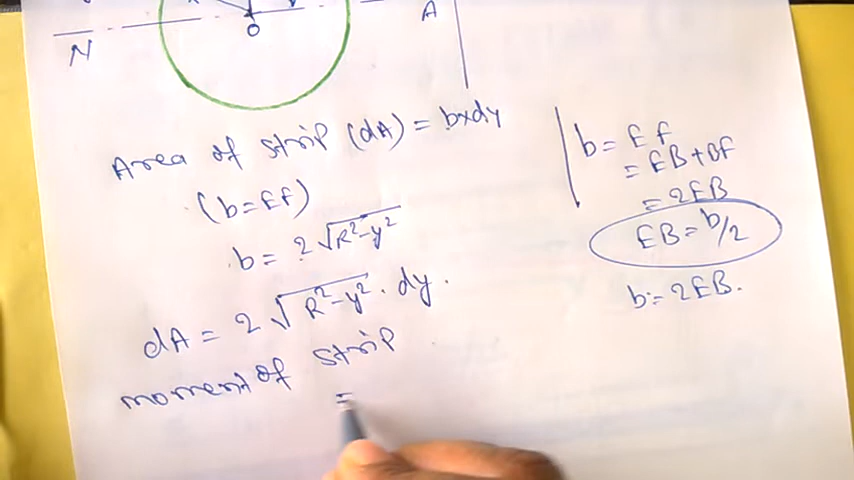 N O A
Area of strip (dA) = b×dy
(b=EF)
b = 2√R²-y²
dA = 2 √R²-y² . dy.
moment of strip
=
b = EF
= EB+BF
= 2EB
EB = b/2
b = 2EB.